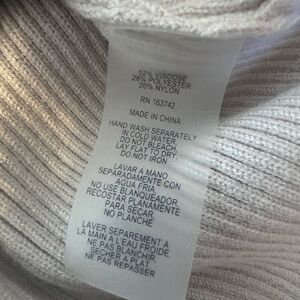 52% VISCOSE
28% POLYESTER
20% NYLON
RN 163742
MADE IN CHINA
HAND WASH SEPARATELY
IN COLD WATER
DO NOT BLEACH
LAY FLAT TO DRY
DO NOT IRON
LAVAR A MANO
SEPARADAMENTE CON
AGUA FRIA
NO USE BLANQUEADOR
RECOSTAR PLANAMENTE
PARA SECAR
NO PLANCHE
LAVER SEPAREMENT A
LA MAIN A L'EAU FROIDE,
NE PAS BLANCHIR
SECHER A PLAT
NE PAS REPASSER